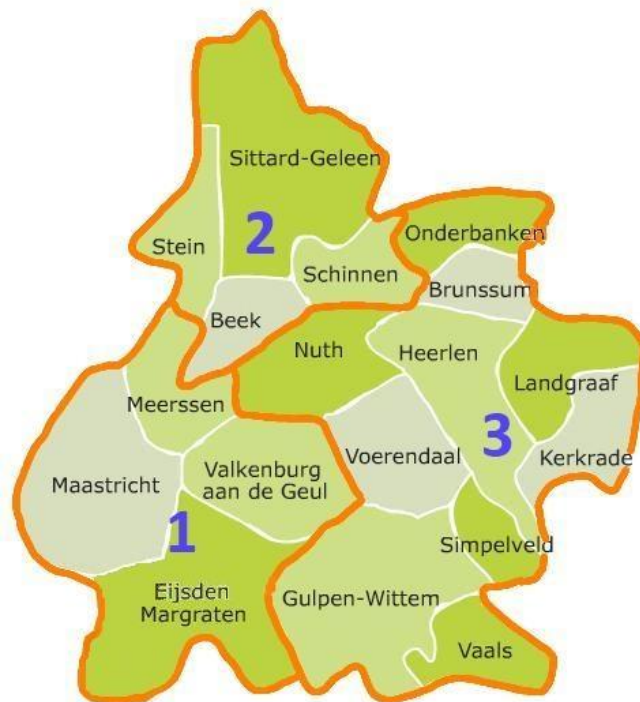 Sittard-Geleen
2
Stein
Onderbanken
Schinnen
Brunssum
Beek
Nuth
Heerlen
Landgraaf
Meerssen
3
Voerendaal
Kerkrade
Maastricht
Valkenburg
aan de Geul
1
Simpelveld
Eijsden
Margraten
Gulpen-Wittem
Vaals